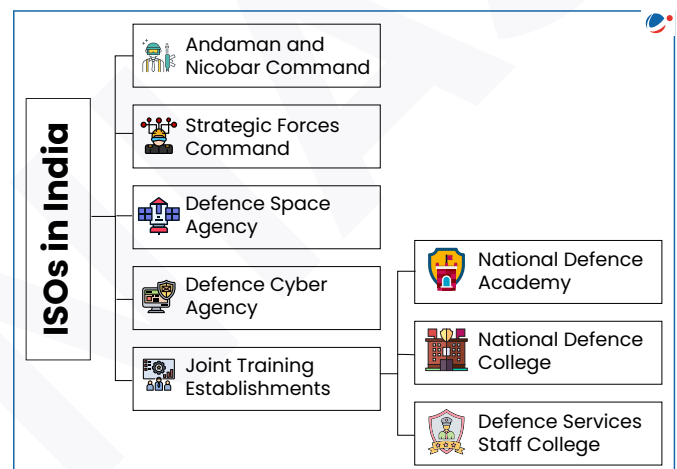 ISOs in India
Andaman and
Nicobar Command
Strategic Forces
Command
Defence Space
Agency
Defence Cyber
Agency
Joint Training
Establishments
National Defence
Academy
National Defence
College
Defence Services
Staff College